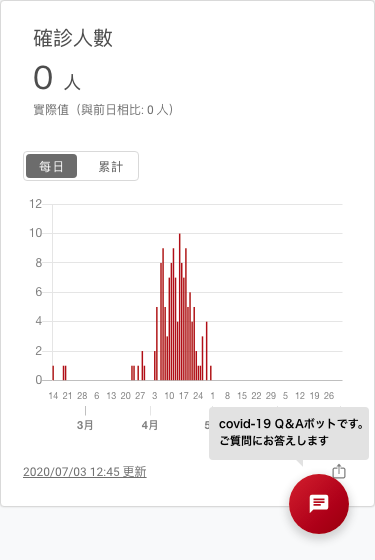 確診人數
0 人
實際值（與前日相比: 0 人）
每日 累計
12
10
8
6
4
2
0
14 21 28 6 13 20 27 3 10 17 24 1 8 15 22 29 5 12 19 26
3月 4月 5
covid-19 Q&Aボットです。
ご質問にお答えします
2020/07/03 12:45 更新